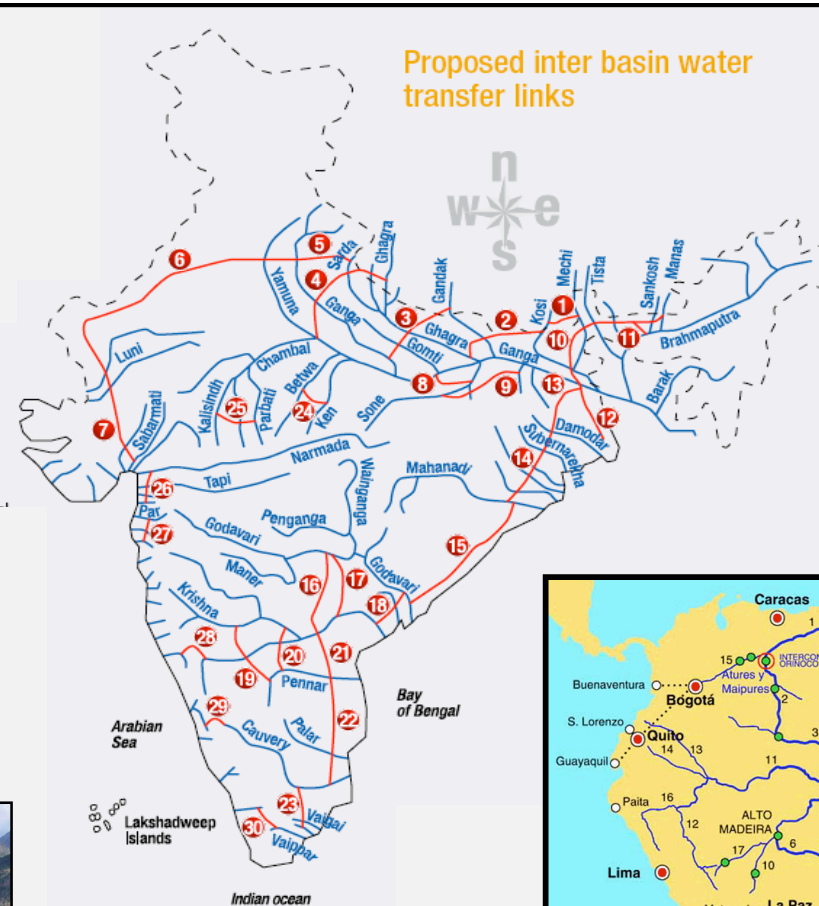 Proposed inter basin water
transfer links
n
w e
s
6
5
4
Sarda
Ghagra
Yamuna
Ganga
3
Gandak
Ghagra
Gomti
2
Kosi
1
Mechi
Tista
Sankosh
Manas
10
11
Brahmaputra
Ganga
Luni
Chambal
8
9
13
Barak
7
Sabarmati
Kalisindh
25
Parbati
Betwa
24
Ken
Sone
12
Damodar
Subernarekha
14
Narmada
26
Tapi
Wainganga
Mahanadi
Par
27
Godavari
Penganga
15
Maner
16
17
Godavari
18
Krishna
28
19
20
21
Pennar
29
22
Bay
of Bengal
Arabian
Sea
Cauvery
Palar
23
Vaigai
30
Vaippar
Lakshadweep
Islands
Indian ocean
Caracas
1
15
INTERCON
ORINOCO
Atures y
Maipures
2
Buenaventura
Bogotá
S. Lorenzo
Quito
3
14
13
Guayaquil
11
Paita
16
12
ALTO
MADEIRA
6
17
10
Lima
La Paz